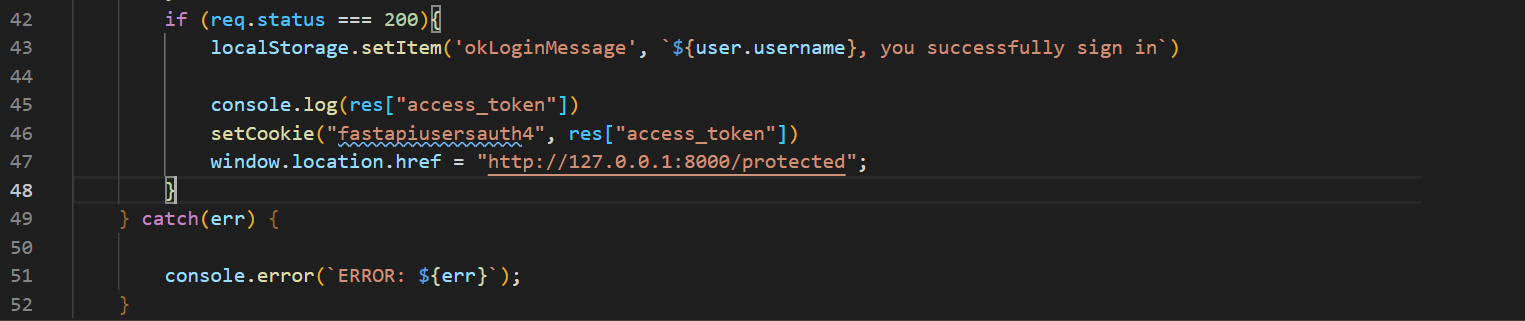 42 if (req.status === 200){
43 localStorage.setItem('okLoginMessage', `${user.username}, you successfully sign in`)
44
45 console.log(res["access_token"])
46 setCookie("fastapiusersauth4", res["access_token"])
47 window.location.href = "http://127.0.0.1:8000/protected";
48 }
49 } catch(err) {
50
51 console.error(`ERROR: ${err}`);
52 }